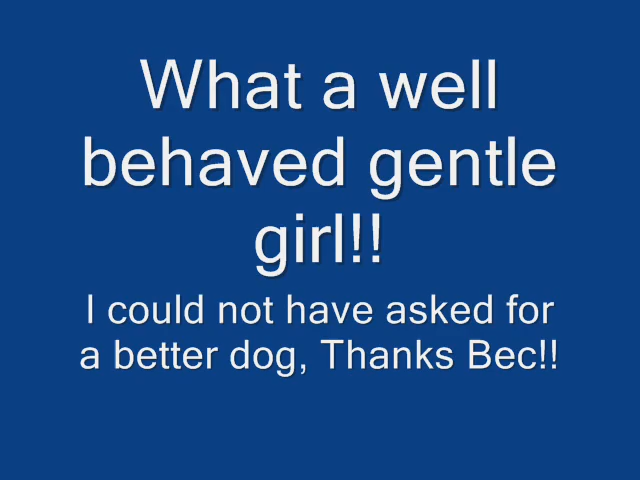 What a well
behaved gentle
girl!!
I could not have asked for
a better dog, Thanks Bec!!